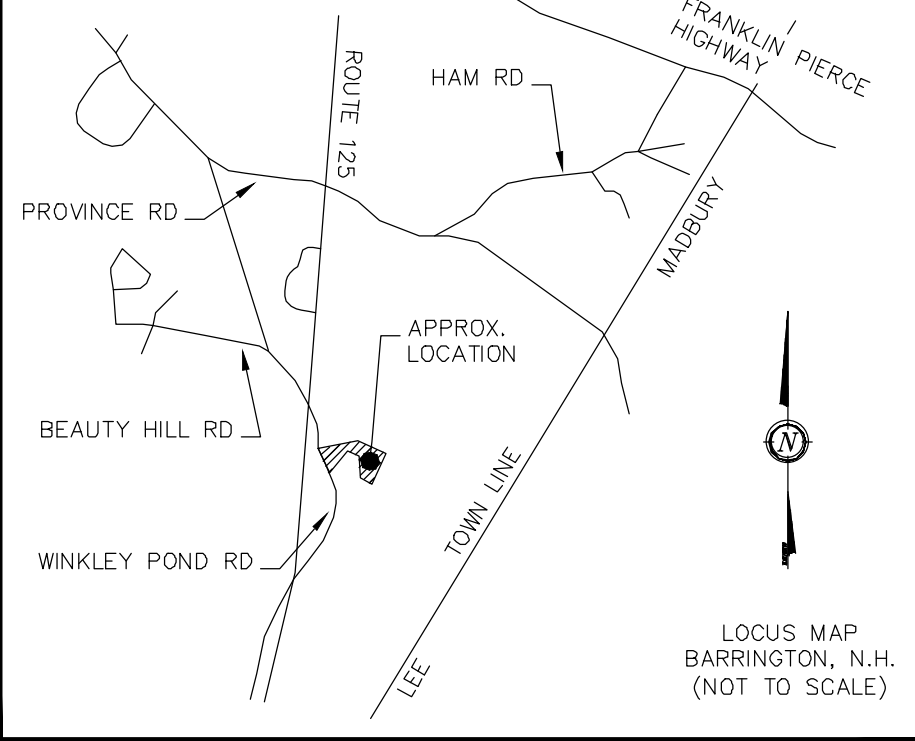 FRANKLIN PIERCE
HIGHWAY
ROUTE 125
HAM RD
PROVINCE RD
MADBURY
APPROX.
LOCATION
BEAUTY HILL RD
N
TOWN LINE
WINKLEY POND RD
LEE
LOCUS MAP
BARRINGTON, N.H.
(NOT TO SCALE)